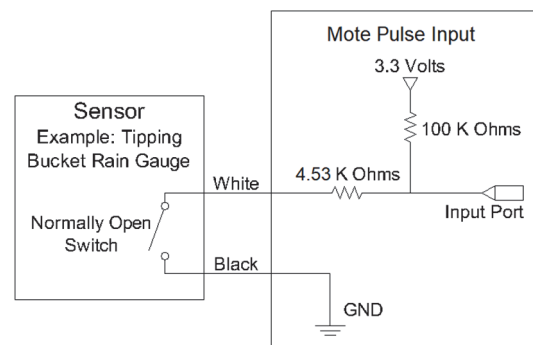 Mote Pulse Input
3.3 Volts
100 K Ohms
4.53 K Ohms
Input Port
GND
Sensor
Example: Tipping
Bucket Rain Gauge
White
Normally Open
Switch
Black